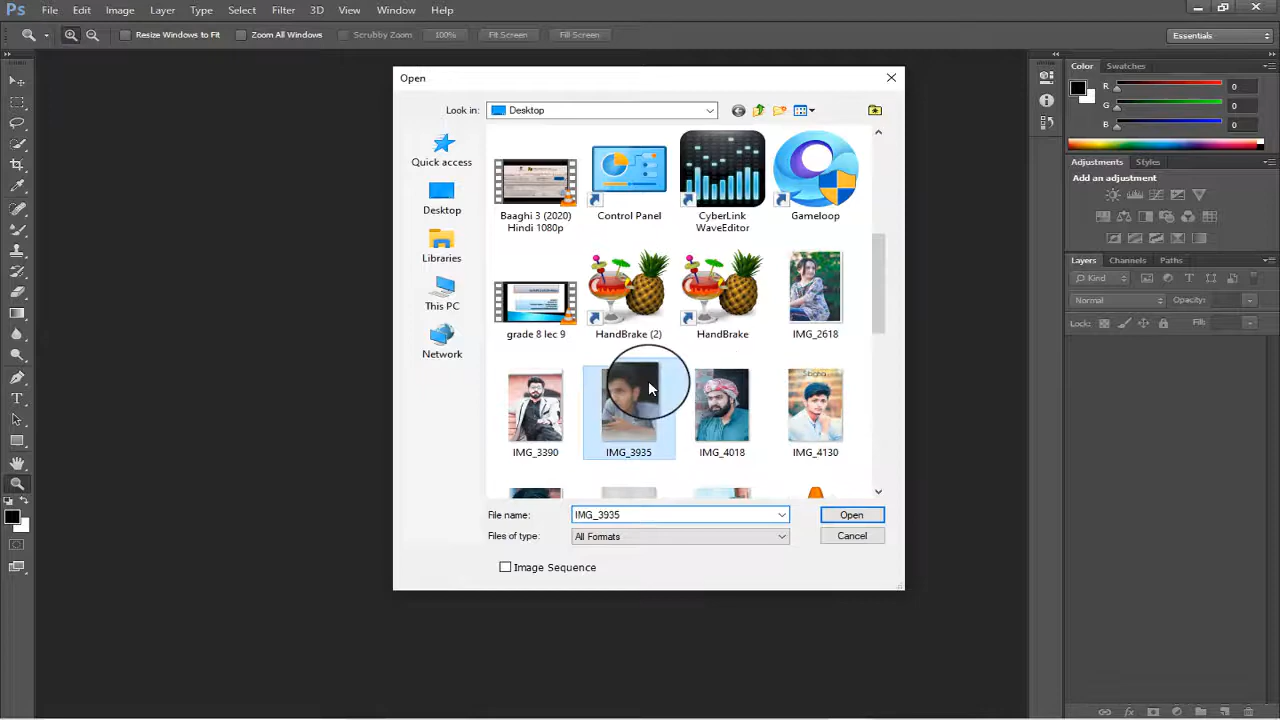 Ps File Edit Image Layer Type Select Filter 3D View Window Help
Resize Windows to Fit Zoom All Windows Scrubby Zoom 100% Fit Screen Fill Screen Essentials
Open
Look in: Desktop
Quick access
Desktop
Libraries
This PC
Network
Baaghi 3 (2020)
Hindi 1080p
Control Panel
CyberLink
WaveEditor
Gameloop
grade 8 lec 9
HandBrake (2)
HandBrake
IMG_2618
IMG_3390
IMG_3935
IMG_4018
IMG_4130
File name: IMG_3935 Open
Files of type: All Formats Cancel
Image Sequence
Color Swatches
R 0
G 0
B 0
Adjustments Styles
Add an adjustment
Layers Channels Paths
Kind
Normal Opacity:
Lock: Fill: